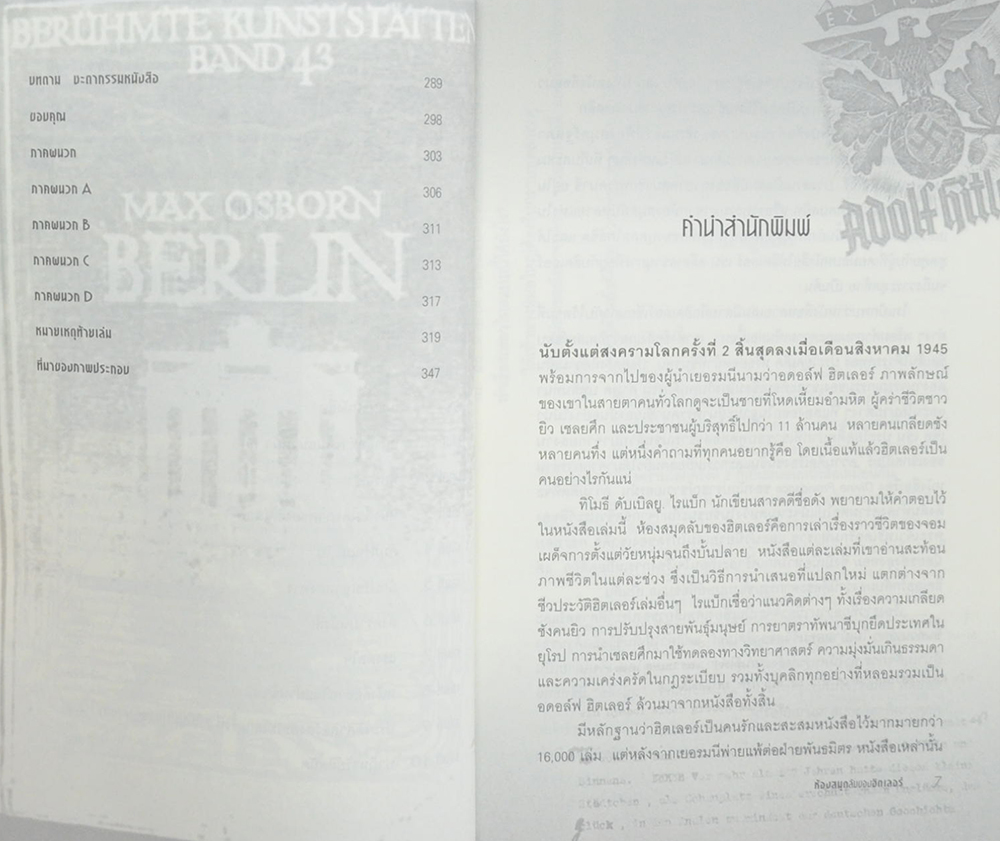 BERÜHMTE KUNSTSTÄTTEN
BAND 43
บทถาม ชะตากรรมหนังสือ 289
ขอบคุณ 298
ภาคผนวก 303
ภาคผนวก A 306
ภาคผนวก B 311
ภาคผนวก C 313
ภาคผนวก D 317
หมายเหตุท้ายเล่ม 319
ที่มาของภาพประกอบ 347
MAX OSBORN
BERLIN
EX LIBRIS
Adolf Hitler
คำนำสำนักพิมพ์
นับตั้งแต่สงครามโลกครั้งที่ 2 สิ้นสุดลงเมื่อเดือนสิงหาคม 1945
พร้อมการจากไปของผู้นำเยอรมนีนามว่าอดอล์ฟ ฮิตเลอร์ ภาพลักษณ์
ของเขาในสายตาคนทั่วโลกดูจะเป็นชายที่โหดเหี้ยมอำมหิต ผู้คร่าชีวิตชาว
ยิว เชลยศึก และประชาชนผู้บริสุทธิ์ไปกว่า 11 ล้านคน หลายคนเกลียดชัง
หลายคนทึ่ง แต่หนึ่งคำถามที่ทุกคนอยากรู้คือ โดยเนื้อแท้แล้วฮิตเลอร์เป็น
คนอย่างไรกันแน่
ทิโมธี ดับเบิลยู. ไรแบ็ก นักเขียนสารคดีชื่อดัง พยายามให้คำตอบไว้
ในหนังสือเล่มนี้ ห้องสมุดลับของฮิตเลอร์คือการเล่าเรื่องราวชีวิตของจอม
เผด็จการตั้งแต่วัยหนุ่มจนถึงบั้นปลาย หนังสือแต่ละเล่มที่เขาอ่านสะท้อน
ภาพชีวิตในแต่ละช่วง ซึ่งเป็นวิธีการนำเสนอที่แปลกใหม่ แตกต่างจาก
ชีวประวัติฮิตเลอร์เล่มอื่นๆ ไรแบ็กเชื่อว่าแนวคิดต่างๆ ทั้งเรื่องความเกลียด
ชังคนยิว การปรับปรุงสายพันธุ์มนุษย์ การยาตราทัพนาซีบุกยึดประเทศใน
ยุโรป การนำเชลยศึกมาใช้ทดลองทางวิทยาศาสตร์ ความมุ่งมั่นเกินธรรมดา
และความเคร่งครัดในกฎระเบียบ รวมทั้งบุคลิกทุกอย่างที่หลอมรวมเป็น
อดอล์ฟ ฮิตเลอร์ ล้วนมาจากหนังสือทั้งสิ้น
มีหลักฐานว่าฮิตเลอร์เป็นคนรักและสะสมหนังสือไว้มากมายกว่า
16,000 เล่ม แต่หลังจากเยอรมนีพ่ายแพ้ต่อฝ่ายพันธมิตร หนังสือเหล่านั้น
ห้องสมุดลับของฮิตเลอร์ 7